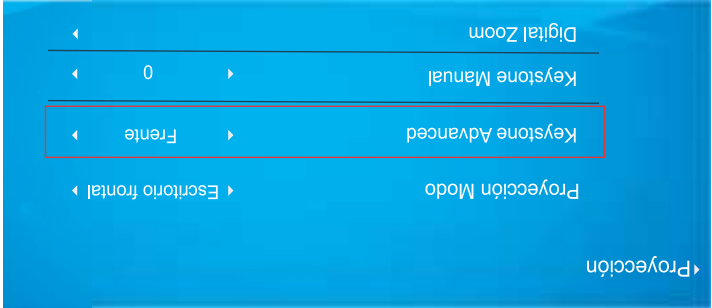 Proyección
Proyección Modo Escritorio frontal
Keystone Advanced Frente
Keystone Manual 0
Digital Zoom